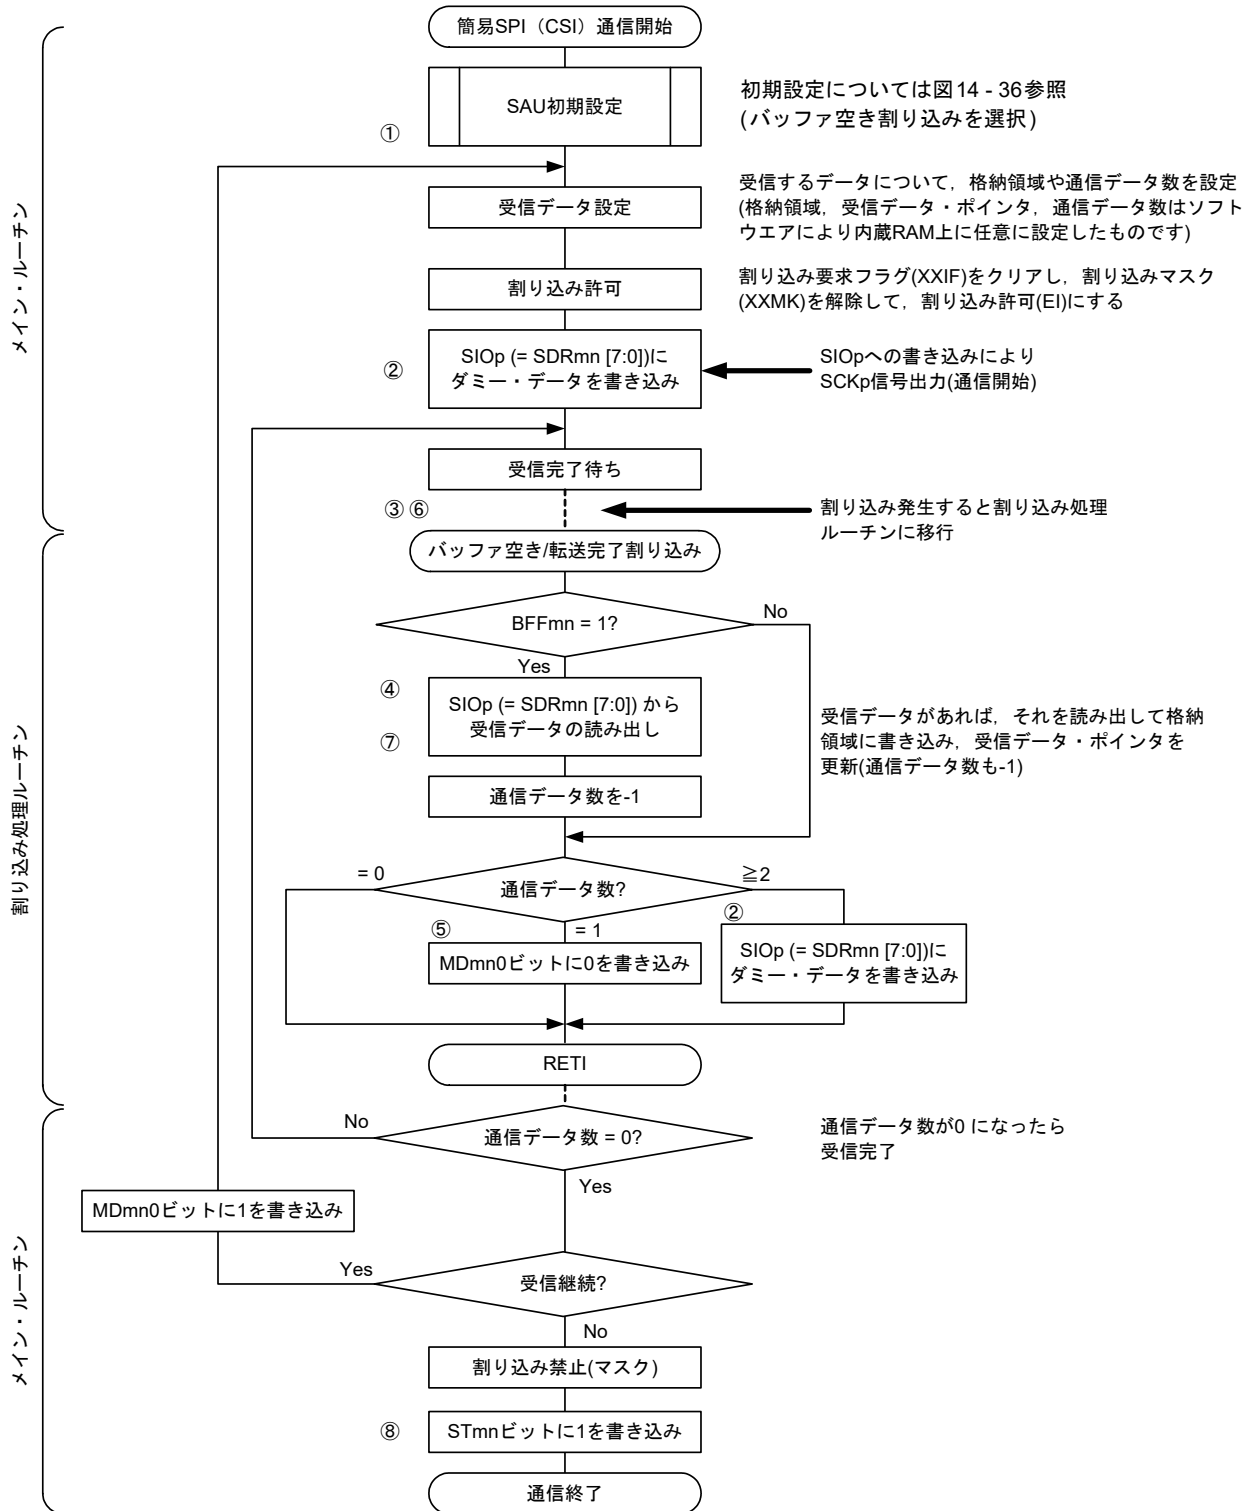 簡易SPI（CSI）通信開始
SAU初期設定
初期設定については図14 - 36参照
(バッファ空き割り込みを選択)
①
受信データ設定
受信するデータについて，格納領域や通信データ数を設定
(格納領域，受信データ・ポインタ，通信データ数はソフト
ウエアにより内蔵RAM上に任意に設定したものです)
メイン・ルーチン
割り込み許可
割り込み要求フラグ(XXIF)をクリアし，割り込みマスク
(XXMK)を解除して，割り込み許可(EI)にする
②
SIOp (= SDRmn [7:0])に
ダミー・データを書き込み
SIOpへの書き込みにより
SCKp信号出力(通信開始)
受信完了待ち
③⑥
割り込み発生すると割り込み処理
ルーチンに移行
バッファ空き/転送完了割り込み
BFFmn = 1?
No
Yes
④
SIOp (= SDRmn [7:0]) から
受信データの読み出し
⑦
受信データがあれば，それを読み出して格納
領域に書き込み，受信データ・ポインタを
更新(通信データ数も-1)
通信データ数を-1
割り込み処理ルーチン
= 0
通信データ数?
≧2
②
⑤
= 1
MDmn0ビットに0を書き込み
SIOp (= SDRmn [7:0])に
ダミー・データを書き込み
RETI
No
通信データ数 = 0?
通信データ数が0 になったら
受信完了
Yes
MDmn0ビットに1を書き込み
Yes
受信継続?
No
メイン・ルーチン
割り込み禁止(マスク)
⑧
STmnビットに1を書き込み
通信終了